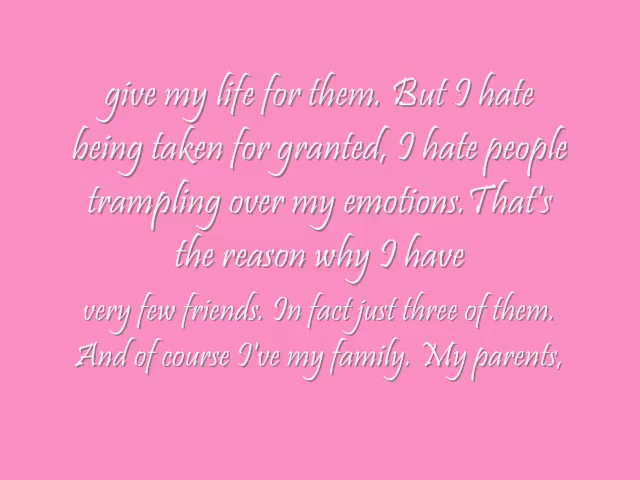 give my life for them. But I hate
being taken for granted, I hate people
trampling over my emotions.That's
the reason why I have
very few friends. In fact just three of them.
And of course I've my family. My parents,